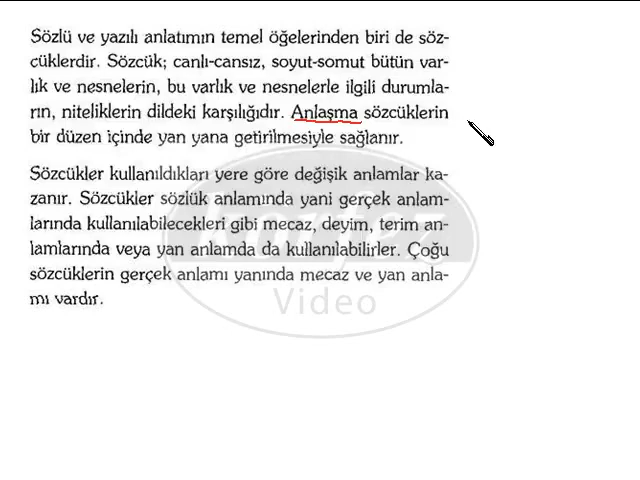 Sözlü ve yazılı anlatımın temel öğelerinden biri de söz-
cüklerdir. Sözcük; canlı-cansız, soyut-somut bütün var-
lık ve nesnelerin, bu varlık ve nesnelerle ilgili durumla-
rın, niteliklerin dildeki karşılığıdır. Anlaşma sözcüklerin
bir düzen içinde yan yana getirilmesiyle sağlanır.
Sözcükler kullanıldıkları yere göre değişik anlamlar ka-
zanır. Sözcükler sözlük anlamında yani gerçek anlam-
larında kullanılabilecekleri gibi mecaz, deyim, terim an-
lamlarında veya yan anlamda da kullanılabilirler. Çoğu
sözcüklerin gerçek anlamı yanında mecaz ve yan anla-
mı vardır.
körfez
Video